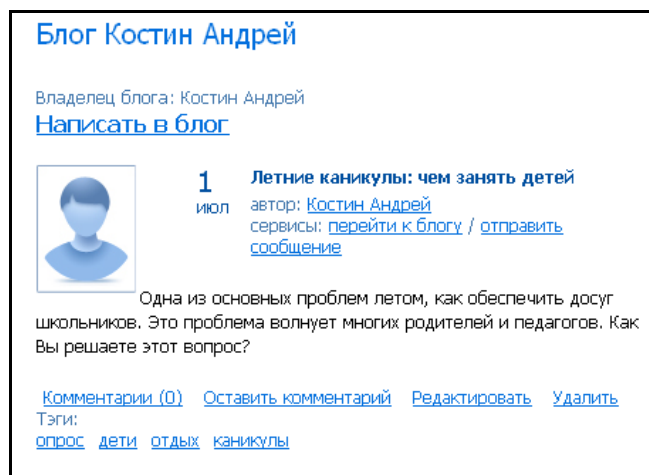 Блог Костин Андрей
Владелец блога: Костин Андрей
Написать в блог
1
июл
Летние каникулы: чем занять детей
автор: Костин Андрей
сервисы: перейти к блогу / отправить
сообщение
Одна из основных проблем летом, как обеспечить досуг
школьников. Это проблема волнует многих родителей и педагогов. Как
Вы решаете этот вопрос?
Комментарии (0) Оставить комментарий Редактировать Удалить
Тэги:
опрос дети отдых каникулы